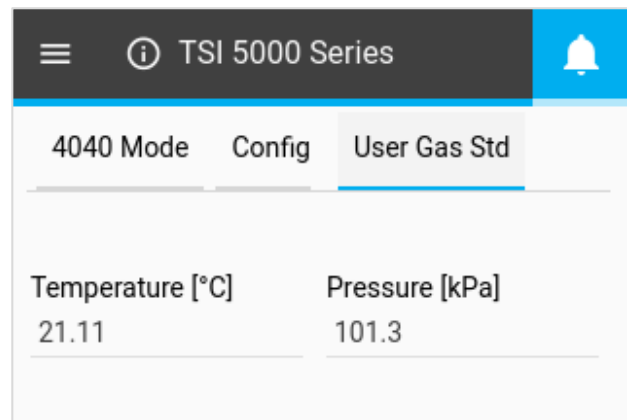 TSI 5000 Series
4040 Mode Config User Gas Std
Temperature [°C] Pressure [kPa]
21.11 101.3